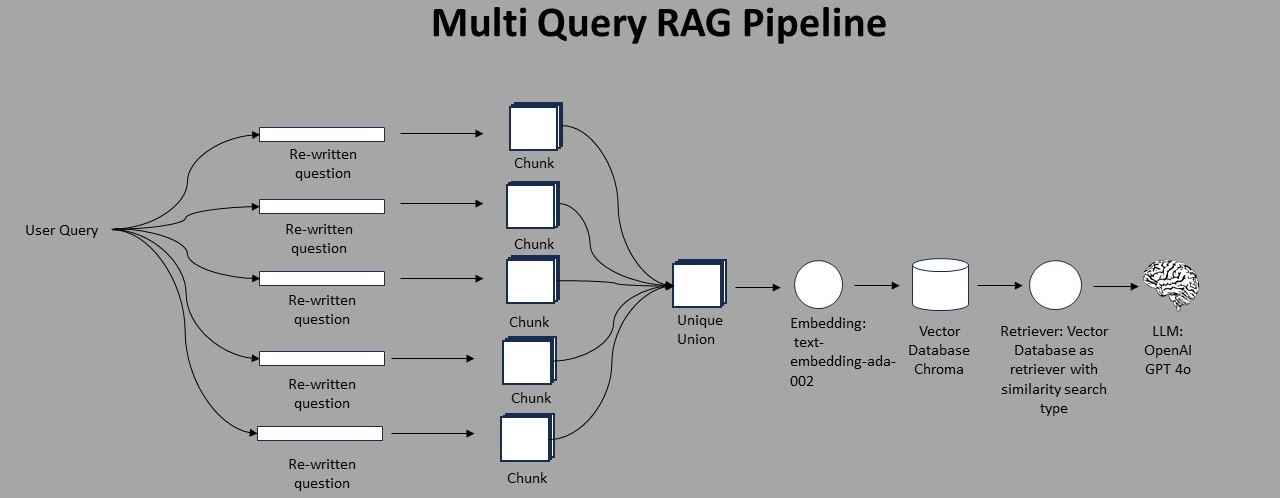 Multi Query RAG Pipeline
User Query
Re-written
question
Re-written
question
Re-written
question
Re-written
question
Re-written
question
Chunk
Chunk
Chunk
Chunk
Chunk
Unique
Union
Embedding:
text-
embedding-ada-
002
Vector
Database
Chroma
Retriever: Vector
Database as
retriever with
similarity search
type
LLM:
OpenAI
GPT 4o